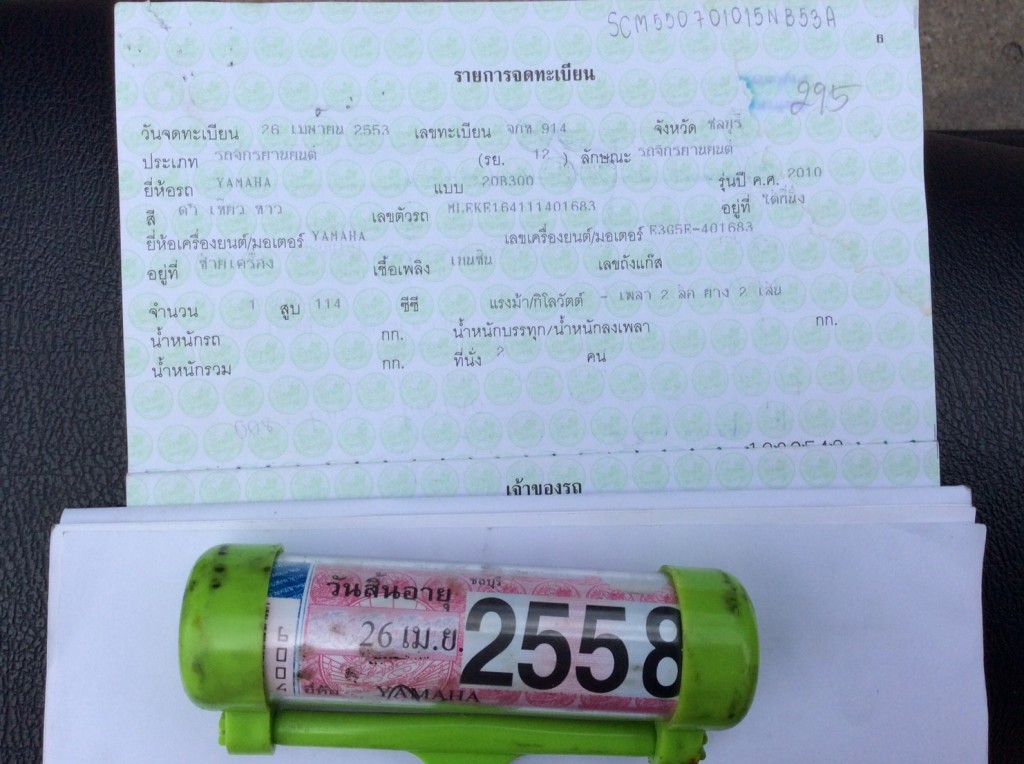 SCM550701015NB53A
รายการจดทะเบียน
295
วันจดทะเบียน 26 เมษายน 2553 เลขทะเบียน จกห 914 จังหวัด ชลบุรี
ประเภท รถจักรยานยนต์ (รย. 12 ) ลักษณะ รถจักรยานยนต์
ยี่ห้อรถ YAMAHA แบบ 20B300 รุ่นปี ค.ศ. 2010
สี ดำ เขียว ขาว เลขตัวรถ MLEKE164111401683 อยู่ที่ ใต้ที่นั่ง
ยี่ห้อเครื่องยนต์/มอเตอร์ YAMAHA เลขเครื่องยนต์/มอเตอร์ E3G5E-401683
อยู่ที่ ซ้ายเครื่อง เชื้อเพลิง เบนซิน เลขถังแก๊ส
จำนวน 1 สูบ 114 ซีซี แรงม้า/กิโลวัตต์ - เพลา 2 ล้อ ยาง 2 เส้น
น้ำหนักรถ กก. น้ำหนักบรรทุก/น้ำหนักลงเพลา กก.
น้ำหนักรวม กก. ที่นั่ง 2 คน
008
เจ้าของรถ
ชลบุรี
วันสิ้นอายุ 2558
26 เม.ย.
YAMAHA